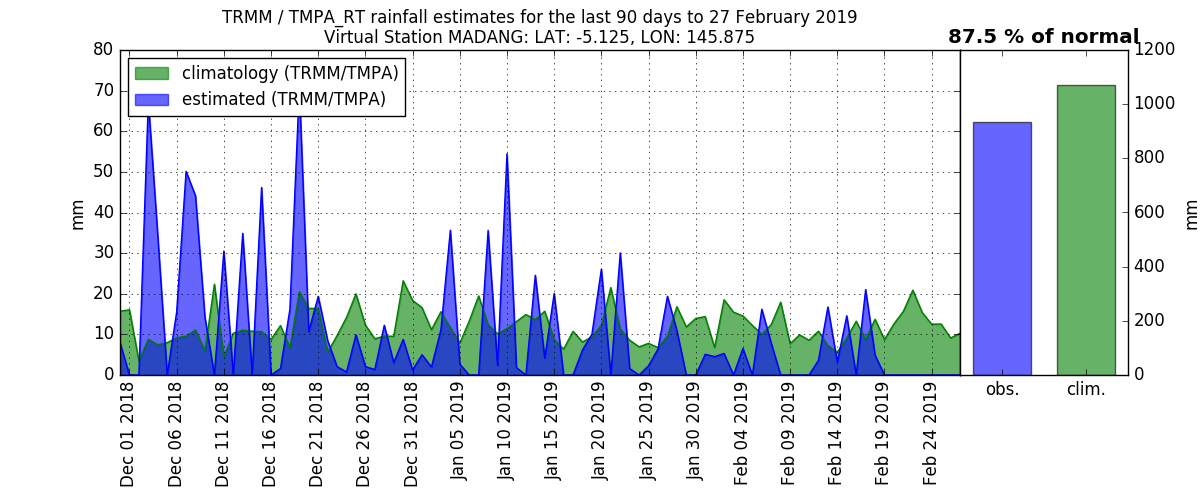 TRMM / TMPA_RT rainfall estimates for the last 90 days to 27 February 2019
Virtual Station MADANG: LAT: -5.125, LON: 145.875
87.5 % of normal
climatology (TRMM/TMPA)
estimated (TRMM/TMPA)
80
70
60
50
40
30
20
10
0
mm
Dec 01 2018
Dec 06 2018
Dec 11 2018
Dec 16 2018
Dec 21 2018
Dec 26 2018
Dec 31 2018
Jan 05 2019
Jan 10 2019
Jan 15 2019
Jan 20 2019
Jan 25 2019
Jan 30 2019
Feb 04 2019
Feb 09 2019
Feb 14 2019
Feb 19 2019
Feb 24 2019
obs.
clim.
1200
1000
800
600
400
200
0
mm